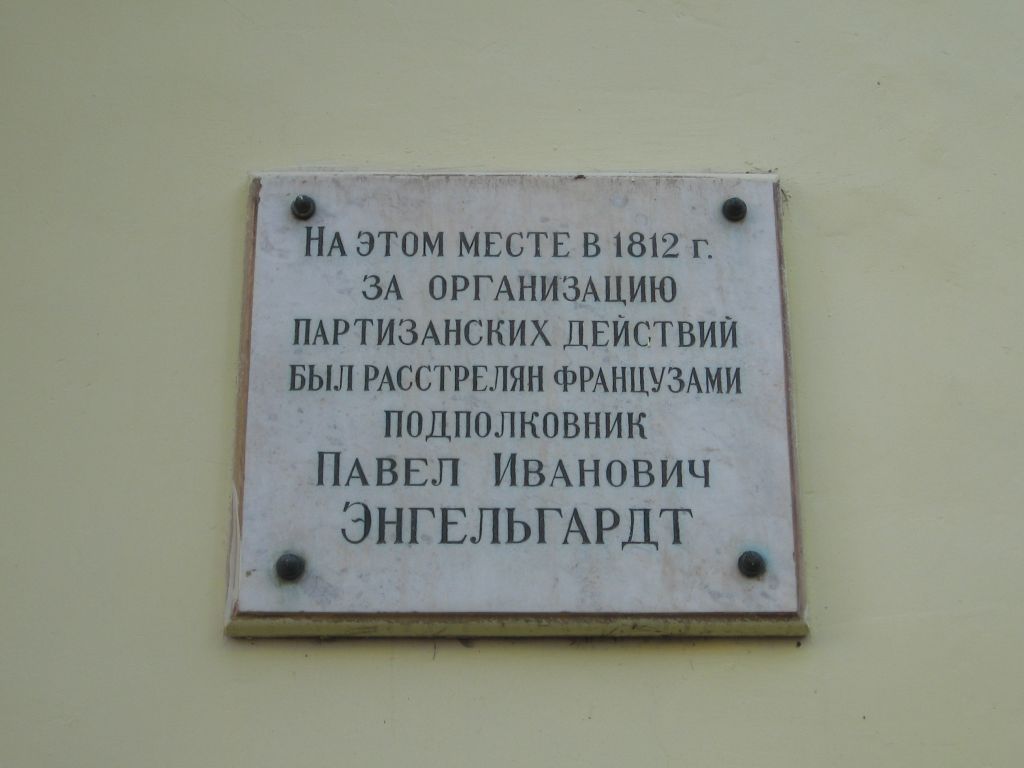 На этом месте в 1812 г.
за организацию
партизанских действий
был расстрелян французами
подполковник
Павел Иванович
Энгельгардт